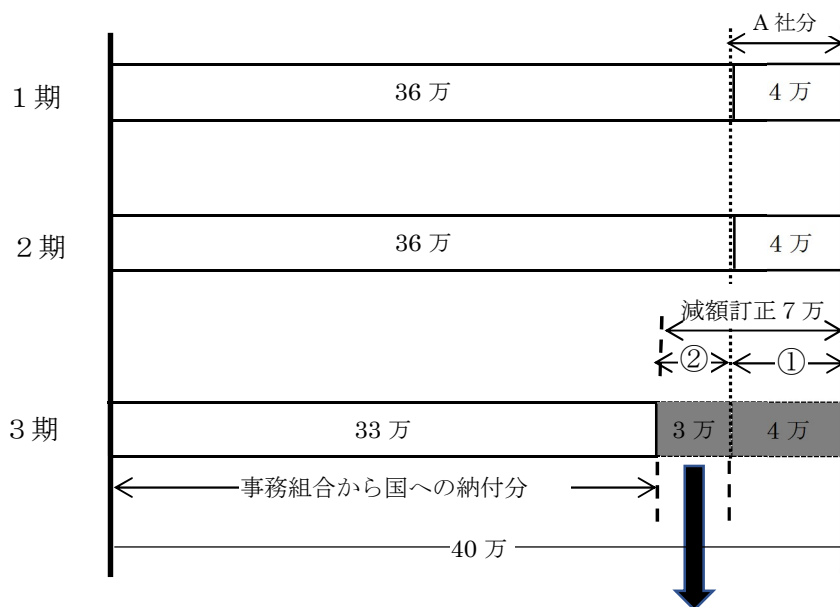 A 社分
1期
36 万
4 万
2期
36 万
4 万
減額訂正 7 万
②
①
3期
33 万
3 万
4 万
事務組合から国への納付分
40 万